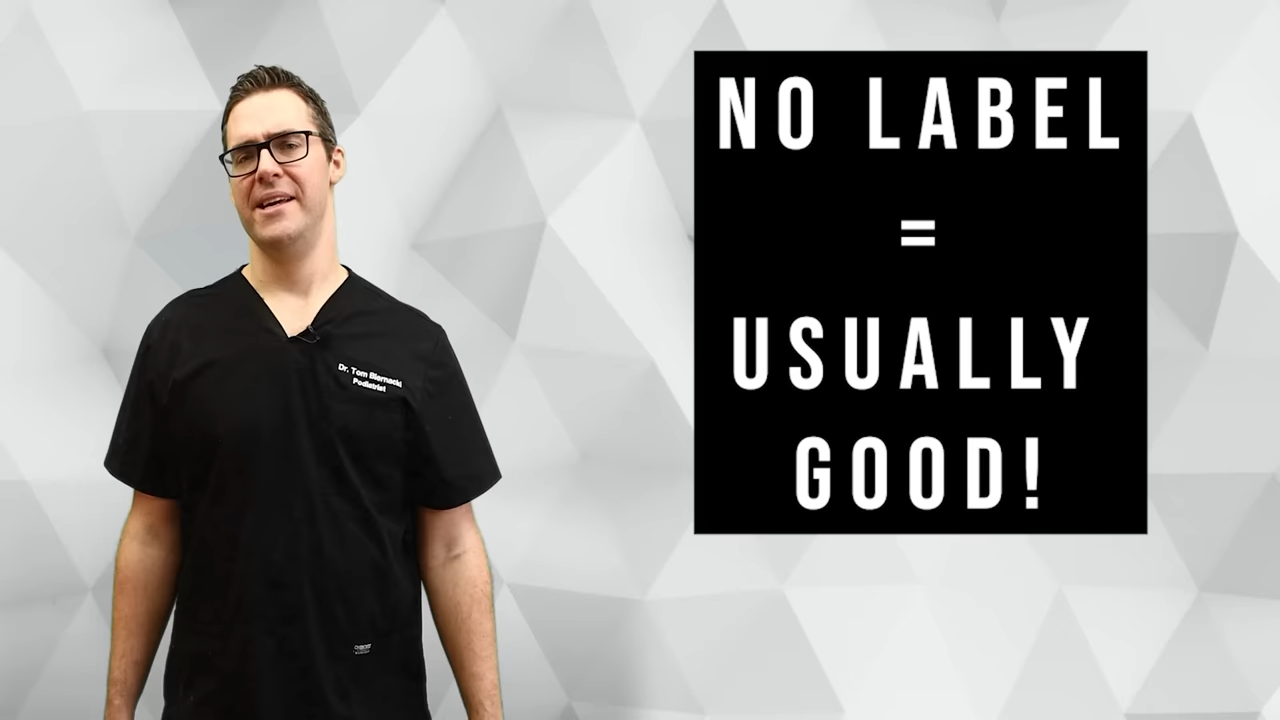 Dr. Tom Biernacki
Podiatrist
NO LABEL
=
USUALLY
GOOD!